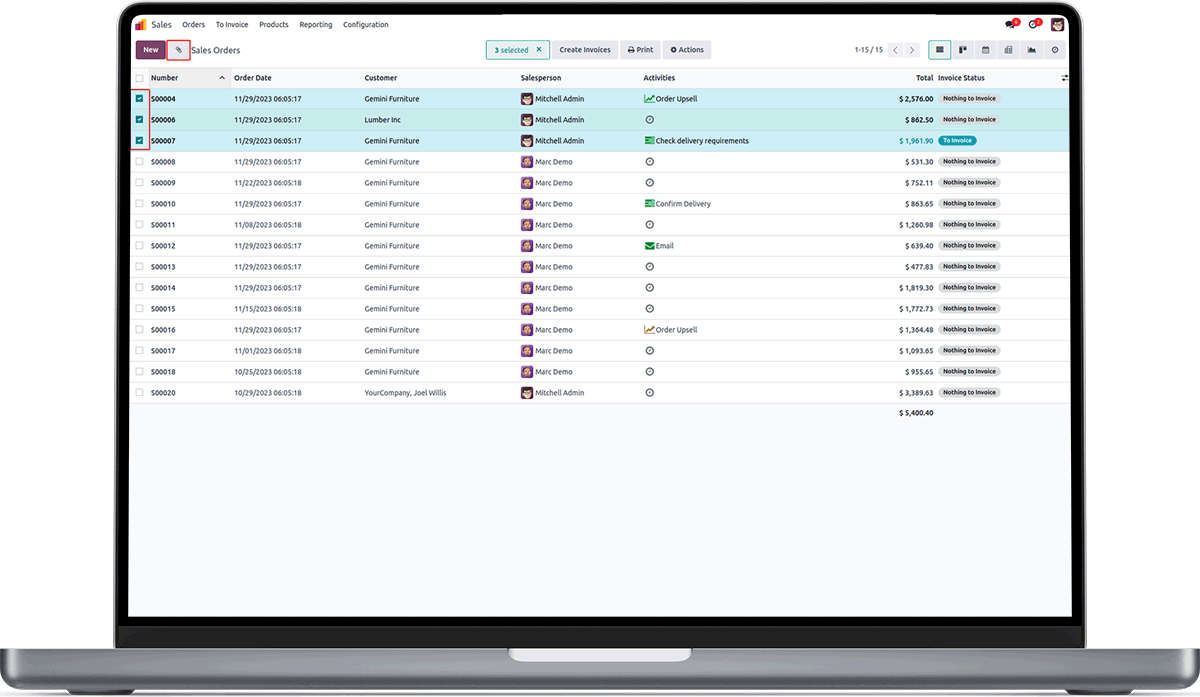 Sales Orders To Invoice Products Reporting Configuration 6 2
New Sales Orders 3 selected × Create Invoices Print Actions 1-15 / 15
Number Order Date Customer Salesperson Activities Total Invoice Status
S00004 11/29/2023 06:05:17 Gemini Furniture Mitchell Admin Order Upsell $ 2,576.00 Nothing to Invoice
S00006 11/29/2023 06:05:17 Lumber Inc Mitchell Admin $ 862.50 Nothing to Invoice
S00007 11/29/2023 06:05:17 Gemini Furniture Mitchell Admin Check delivery requirements $ 1,961.90 To Invoice
S00008 11/29/2023 06:05:17 Gemini Furniture Marc Demo $ 531.30 Nothing to Invoice
S00009 11/22/2023 06:05:18 Gemini Furniture Marc Demo $ 752.11 Nothing to Invoice
S00010 11/29/2023 06:05:17 Gemini Furniture Marc Demo Confirm Delivery $ 863.65 Nothing to Invoice
S00011 11/08/2023 06:05:18 Gemini Furniture Marc Demo $ 1,260.98 Nothing to Invoice
S00012 11/29/2023 06:05:17 Gemini Furniture Marc Demo Email $ 639.40 Nothing to Invoice
S00013 11/29/2023 06:05:17 Gemini Furniture Marc Demo $ 477.83 Nothing to Invoice
S00014 11/29/2023 06:05:17 Gemini Furniture Marc Demo $ 1,819.30 Nothing to Invoice
S00015 11/15/2023 06:05:18 Gemini Furniture Marc Demo $ 1,772.73 Nothing to Invoice
S00016 11/29/2023 06:05:17 Gemini Furniture Marc Demo Order Upsell $ 1,364.48 Nothing to Invoice
S00017 11/01/2023 06:05:18 Gemini Furniture Marc Demo $ 1,093.65 Nothing to Invoice
S00018 10/25/2023 06:05:18 Gemini Furniture Marc Demo $ 955.65 Nothing to Invoice
S00020 10/29/2023 06:05:18 YourCompany, Joel Willis Mitchell Admin $ 3,389.63 Nothing to Invoice
$ 5,400.40